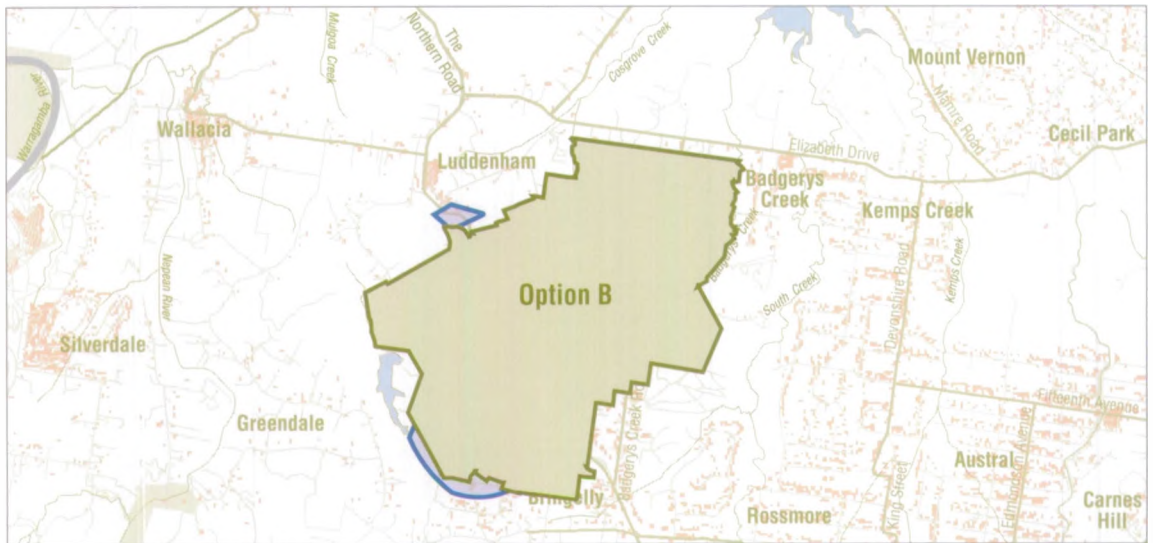 Mulgoa
Creek
The
Northern Road
Cosgrove Creek
Mount Vernon
Mamre Road
Cecil Park
Warragamba
River
Wallacia
Luddenham
Elizabeth Drive
Badgerys
Creek
Kemps Creek
Badgerys Creek
Nepean River
Option B
South Creek
Devonshire Road
Kemps Creek
Silverdale
Greendale
Badgerys Creek Rd
Fifteenth Avenue
Austral
Edmondson Avenue
King Street
Bringelly
Rossmore
Carnes
Hill